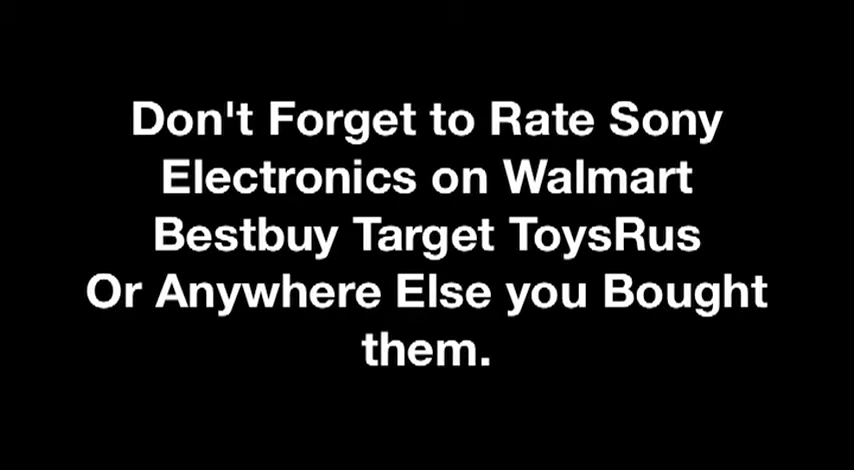 Don't Forget to Rate Sony
Electronics on Walmart
Bestbuy Target ToysRus
Or Anywhere Else you Bought
them.